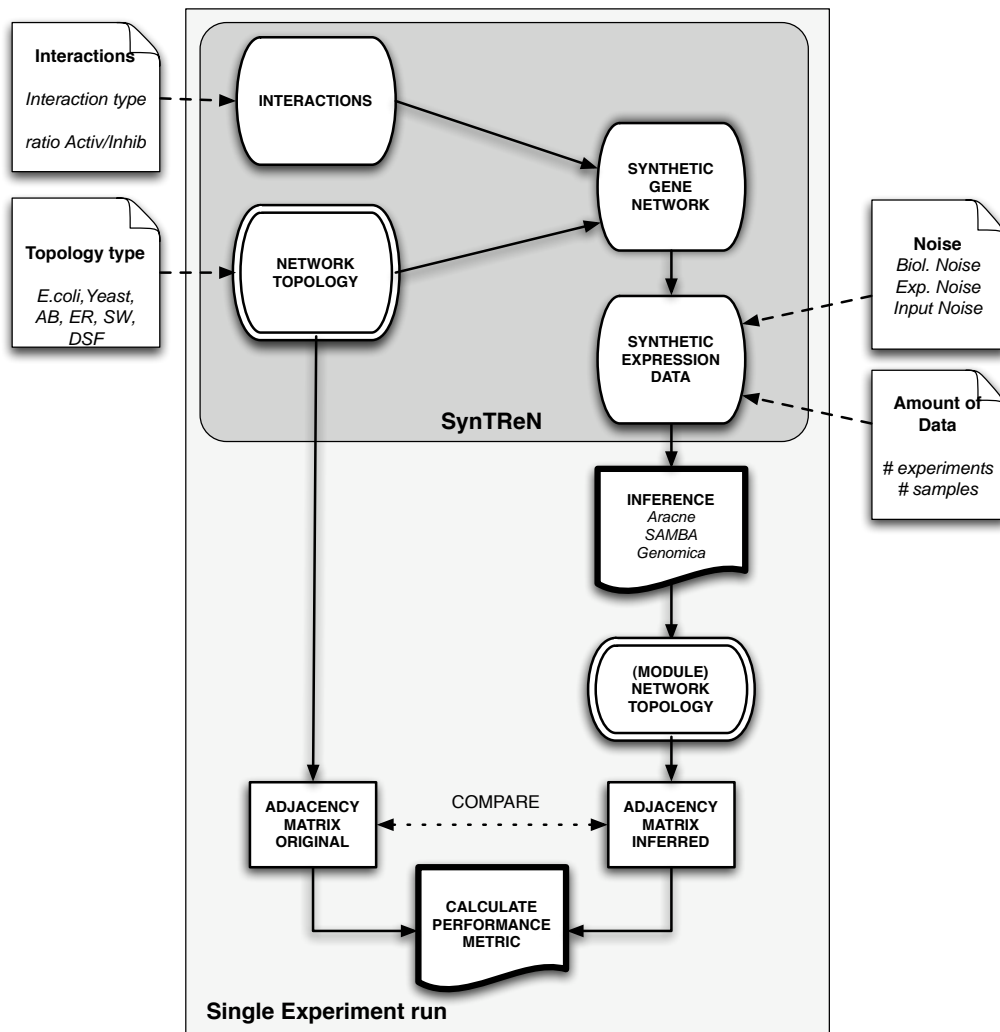 Interactions
Interaction type
ratio Activ/Inhib
INTERACTIONS
SYNTHETIC
GENE
NETWORK
Topology type
E.coli,Yeast,
AB, ER, SW,
DSF
NETWORK
TOPOLOGY
Noise
Biol. Noise
Exp. Noise
Input Noise
SYNTHETIC
EXPRESSION
DATA
SynTReN
Amount of
Data
# experiments
# samples
INFERENCE
Aracne
SAMBA
Genomica
(MODULE)
NETWORK
TOPOLOGY
ADJACENCY
MATRIX
ORIGINAL
COMPARE
ADJACENCY
MATRIX
INFERRED
CALCULATE
PERFORMANCE
METRIC
Single Experiment run